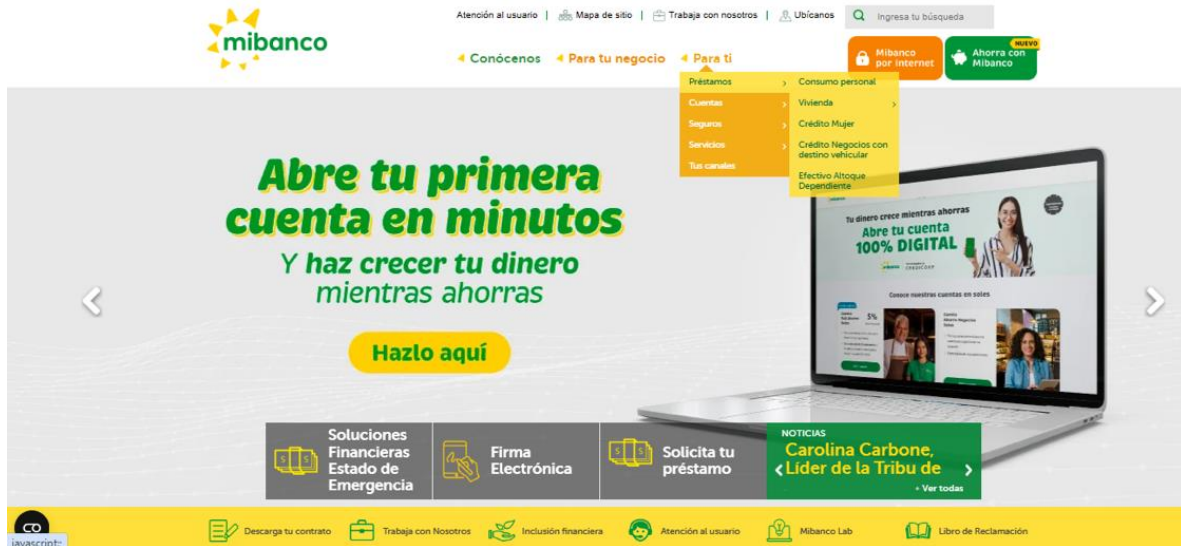 Atención al usuario | Mapa de sitio | Trabaja con nosotros | Ubícanos
Ingresa tu búsqueda
mibanco
Conócenos Para tu negocio Para ti
Mibanco
por internet
NUEVO
Ahorra con
Mibanco
Préstamos
Cuentas
Seguros
Servicios
Tus canales
Consumo personal
Vivienda
Crédito Mujer
Crédito Negocios con
destino vehicular
Efectivo Altoque
Dependiente
Abre tu primera
cuenta en minutos
Y haz crecer tu dinero
mientras ahorras
Hazlo aquí
Tu dinero crece mientras ahorras
Abre tu cuenta
100% DIGITAL
mibanco CREDICORP
Conoce nuestras cuentas en soles
5%
Soluciones
Financieras
Estado de
Emergencia
Firma
Electrónica
Solicita tu
préstamo
NOTICIAS
Carolina Carbone,
Líder de la Tribu de
+ Ver todas
Descarga tu contrato
Trabaja con Nosotros
Inclusión financiera
Atención al usuario
Mibanco Lab
Libro de Reclamación